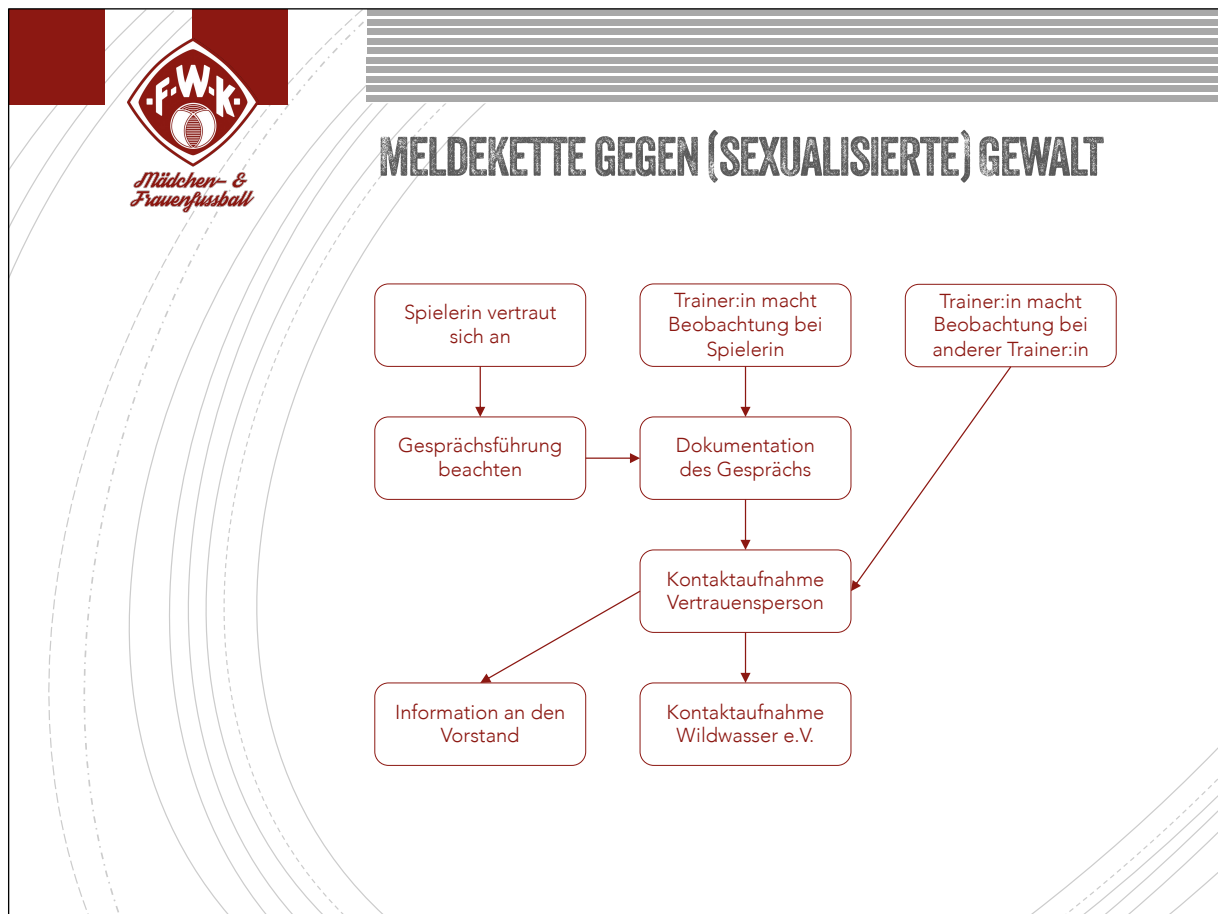 ·F·W·K·
Mädchen- &
Frauenfussball
MELDEKETTE GEGEN (SEXUALISIERTE) GEWALT
Spielerin vertraut
sich an
Trainer:in macht
Beobachtung bei
Spielerin
Trainer:in macht
Beobachtung bei
anderer Trainer:in
Gesprächsführung
beachten
Dokumentation
des Gesprächs
Kontaktaufnahme
Vertrauensperson
Information an den
Vorstand
Kontaktaufnahme
Wildwasser e.V.